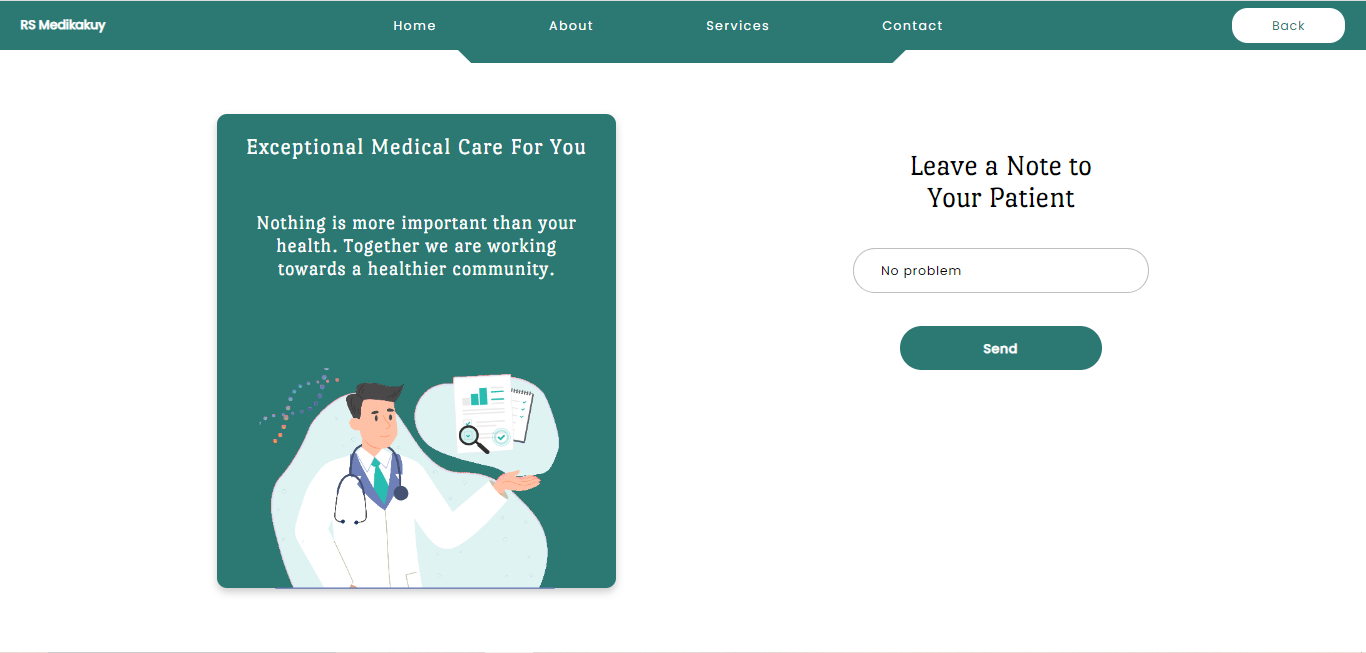 RS Medikakuy
Home
About
Services
Contact
Back
Exceptional Medical Care For You
Nothing is more important than your
health. Together we are working
towards a healthier community.
Leave a Note to
Your Patient
No problem
Send